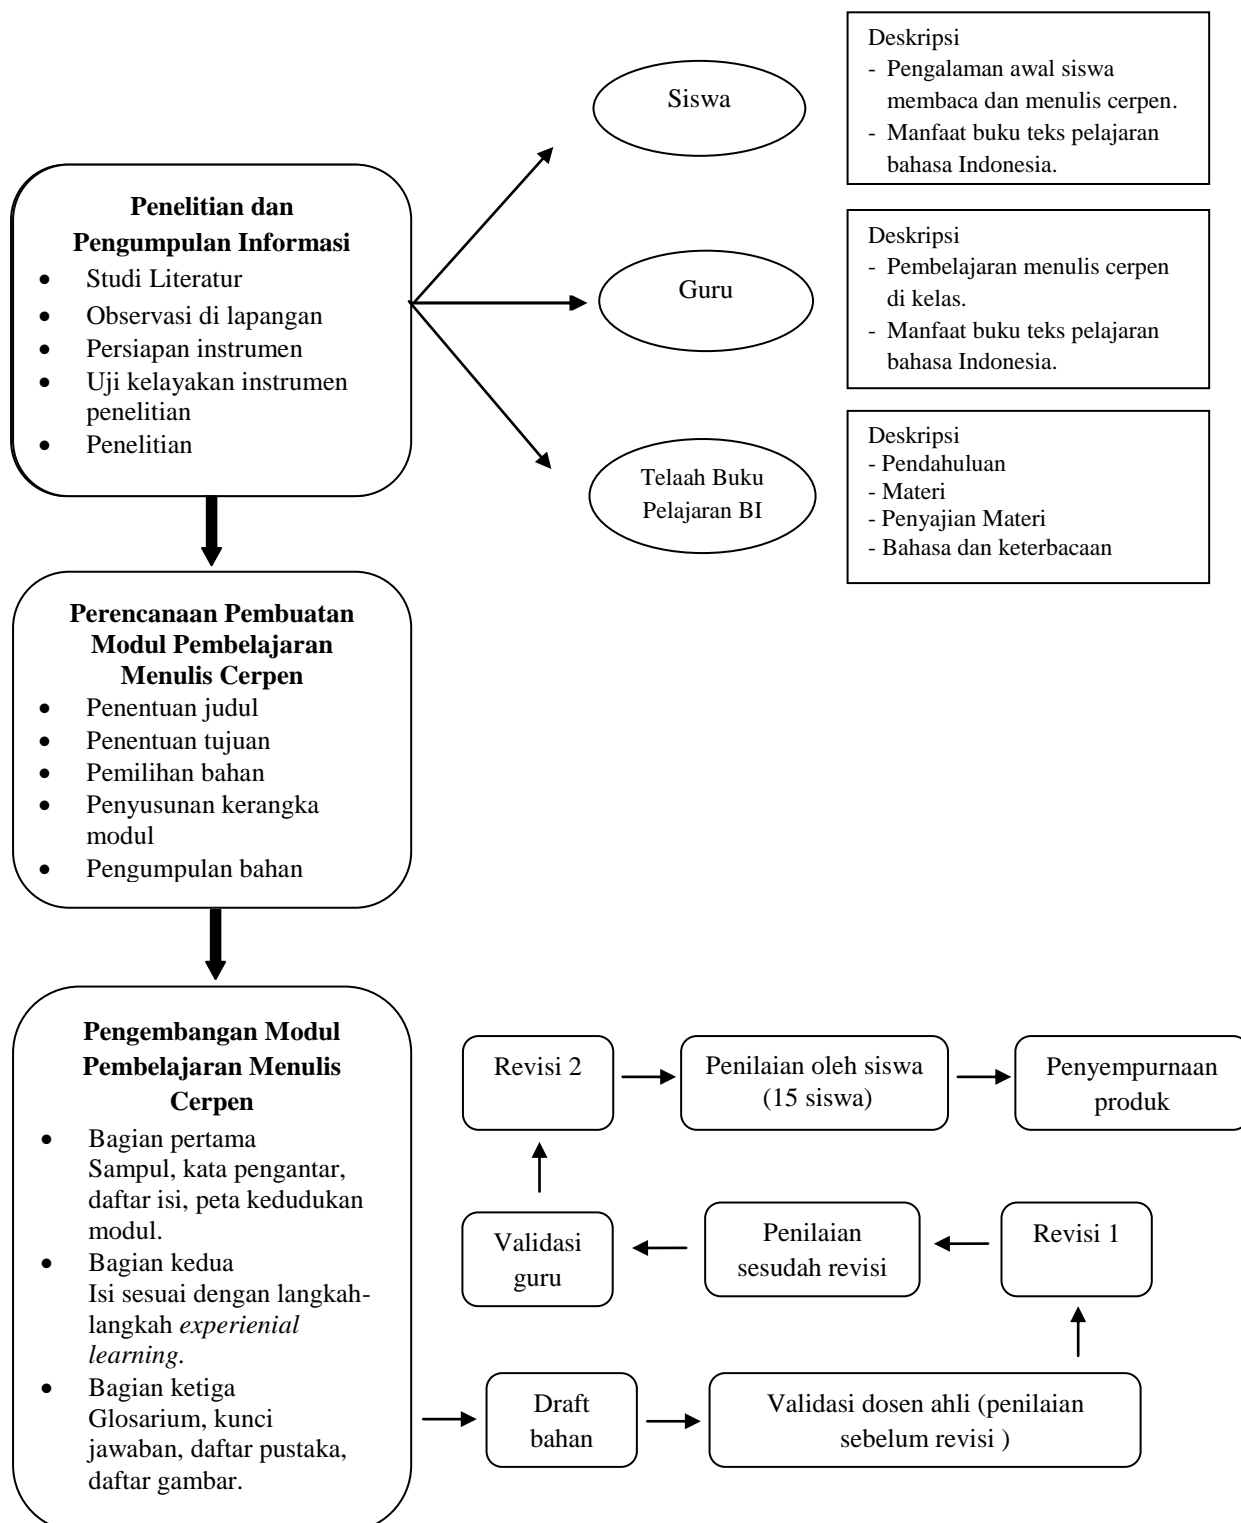 Penelitian dan
Pengumpulan Informasi
• Studi Literatur
• Observasi di lapangan
• Persiapan instrumen
• Uji kelayakan instrumen
penelitian
• Penelitian
Siswa
Deskripsi
- Pengalaman awal siswa
membaca dan menulis cerpen.
- Manfaat buku teks pelajaran
bahasa Indonesia.
Guru
Deskripsi
- Pembelajaran menulis cerpen
di kelas.
- Manfaat buku teks pelajaran
bahasa Indonesia.
Telaah Buku
Pelajaran BI
Deskripsi
- Pendahuluan
- Materi
- Penyajian Materi
- Bahasa dan keterbacaan
Perencanaan Pembuatan
Modul Pembelajaran
Menulis Cerpen
• Penentuan judul
• Penentuan tujuan
• Pemilihan bahan
• Penyusunan kerangka
modul
• Pengumpulan bahan
Pengembangan Modul
Pembelajaran Menulis
Cerpen
• Bagian pertama
Sampul, kata pengantar,
daftar isi, peta kedudukan
modul.
• Bagian kedua
Isi sesuai dengan langkah-
langkah experienial
learning.
• Bagian ketiga
Glosarium, kunci
jawaban, daftar pustaka,
daftar gambar.
Draft
bahan
Validasi dosen ahli (penilaian
sebelum revisi )
Revisi 1
Penilaian
sesudah revisi
Validasi
guru
Revisi 2
Penilaian oleh siswa
(15 siswa)
Penyempurnaan
produk